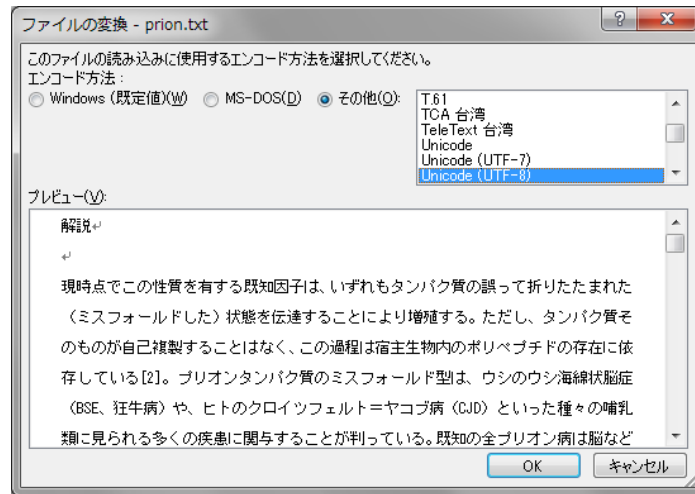 ファイルの変換 - prion.txt
このファイルの読み込みに使用するエンコード方法を選択してください。
エンコード方法:
Windows (既定値)(W) MS-DOS(D) その他(O):
T.61
TCA 台湾
TeleText 台湾
Unicode
Unicode (UTF-7)
Unicode (UTF-8)
プレビュー(V):
解説↵
↵
現時点でこの性質を有する既知因子は、いずれもタンパク質の誤って折りたたまれた
(ミスフォールドした)状態を伝達することにより増殖する。ただし、タンパク質そ
のものが自己複製することはなく、この過程は宿主生物内のポリペプチドの存在に依
存している[2]。プリオンタンパク質のミスフォールド型は、ウシのウシ海綿状脳症
(BSE、狂牛病)や、ヒトのクロイツフェルト=ヤコブ病(CJD)といった種々の哺乳
類に見られる多くの疾患に関与することが判っている。既知の全プリオン病は脳など
OK キャンセル